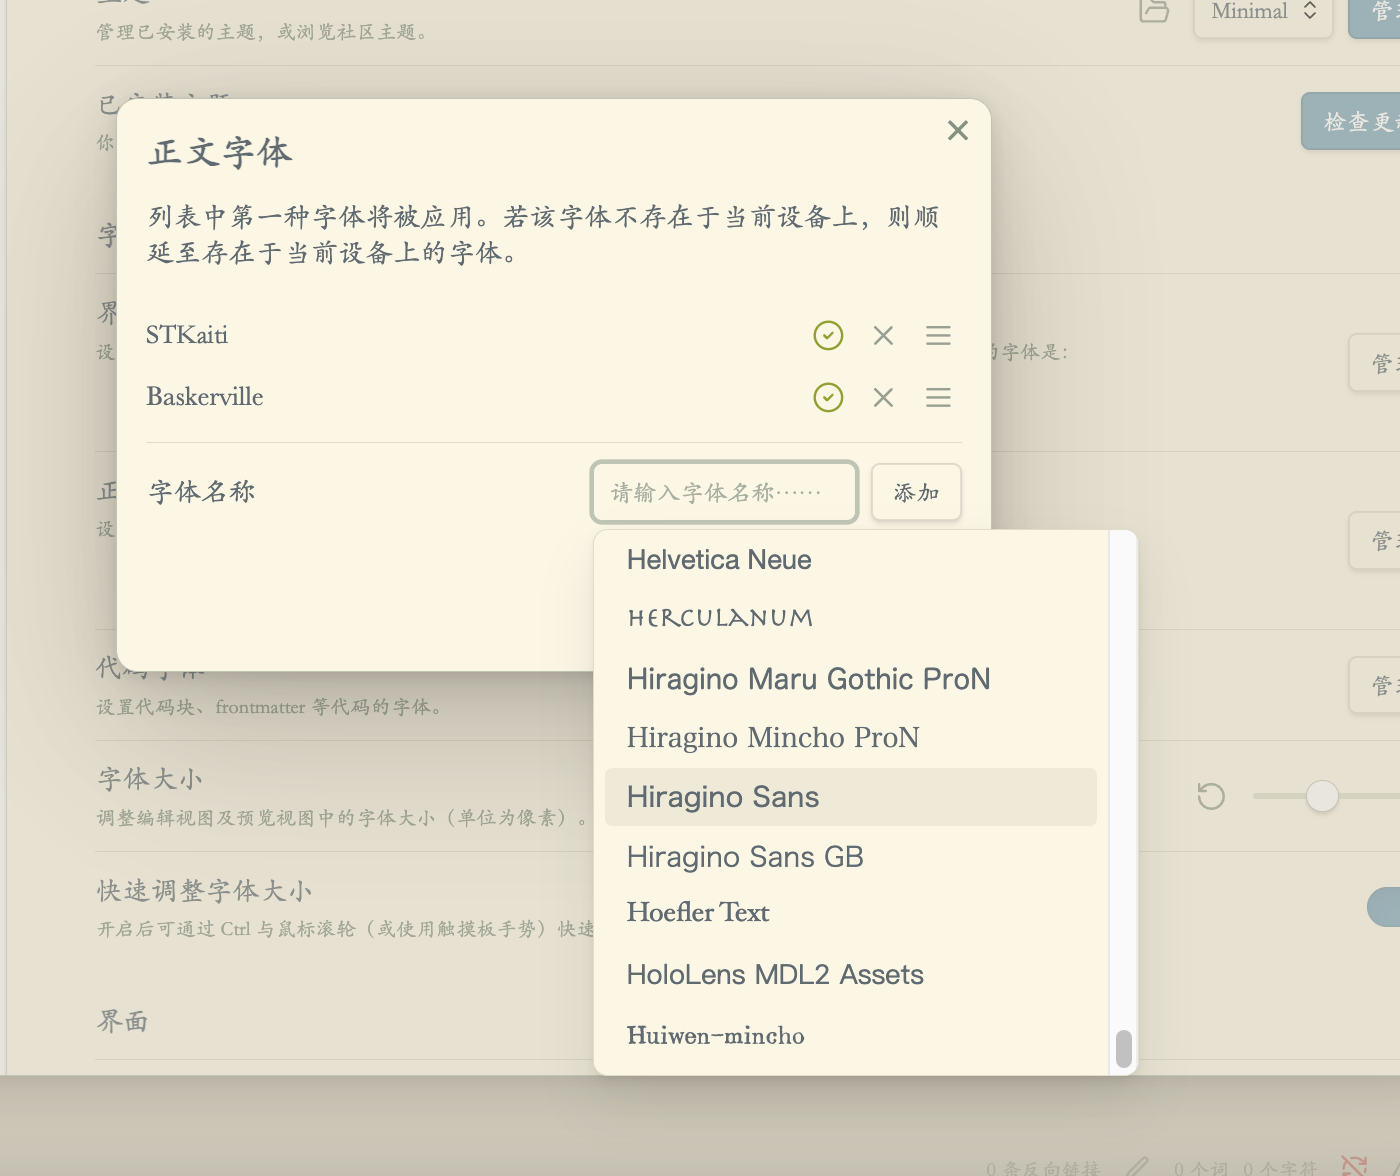 管理已安装的主题，或浏览社区主题。
Minimal
检查更
正文字体
列表中第一种字体将被应用。若该字体不存在于当前设备上，则顺
延至存在于当前设备上的字体。
STKaiti
的字体是：
管
Baskerville
字体名称
请输入字体名称……
添加
管
Helvetica Neue
HERCULANUM
Hiragino Maru Gothic ProN
管
设置代码块、frontmatter 等代码的字体。
Hiragino Mincho ProN
字体大小
Hiragino Sans
调整编辑视图及预览视图中的字体大小（单位为像素）。
Hiragino Sans GB
快速调整字体大小
Hoefler Text
开启后可通过 Ctrl 与鼠标滚轮（或使用触摸板手势）快速
HoloLens MDL2 Assets
界面
Huiwen-mincho
0 条反向链接
0 个词
0 个字符